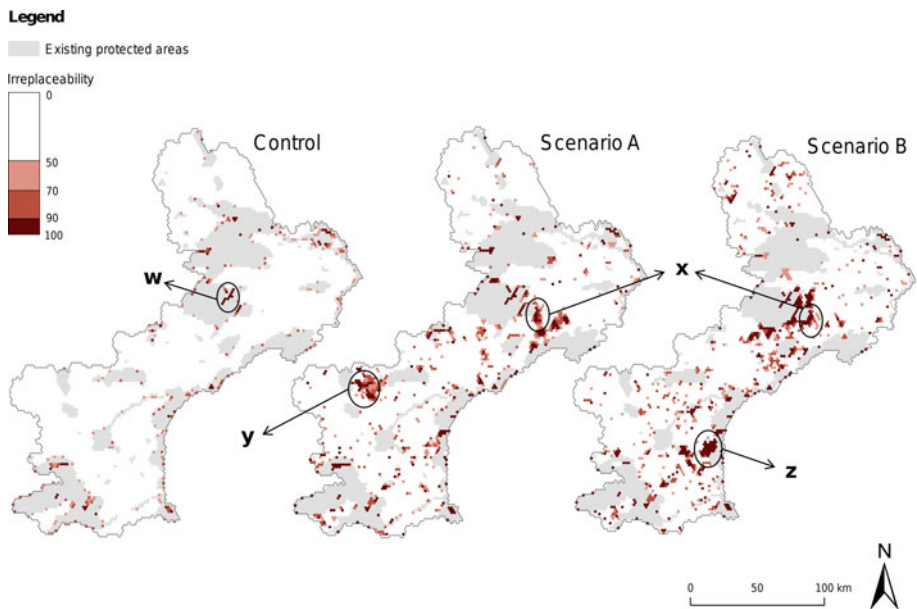 Legend
Existing protected areas
Irreplaceability
0
50
70
90
100
Control
Scenario A
Scenario B
w
x
y
z
N
0 50 100 km